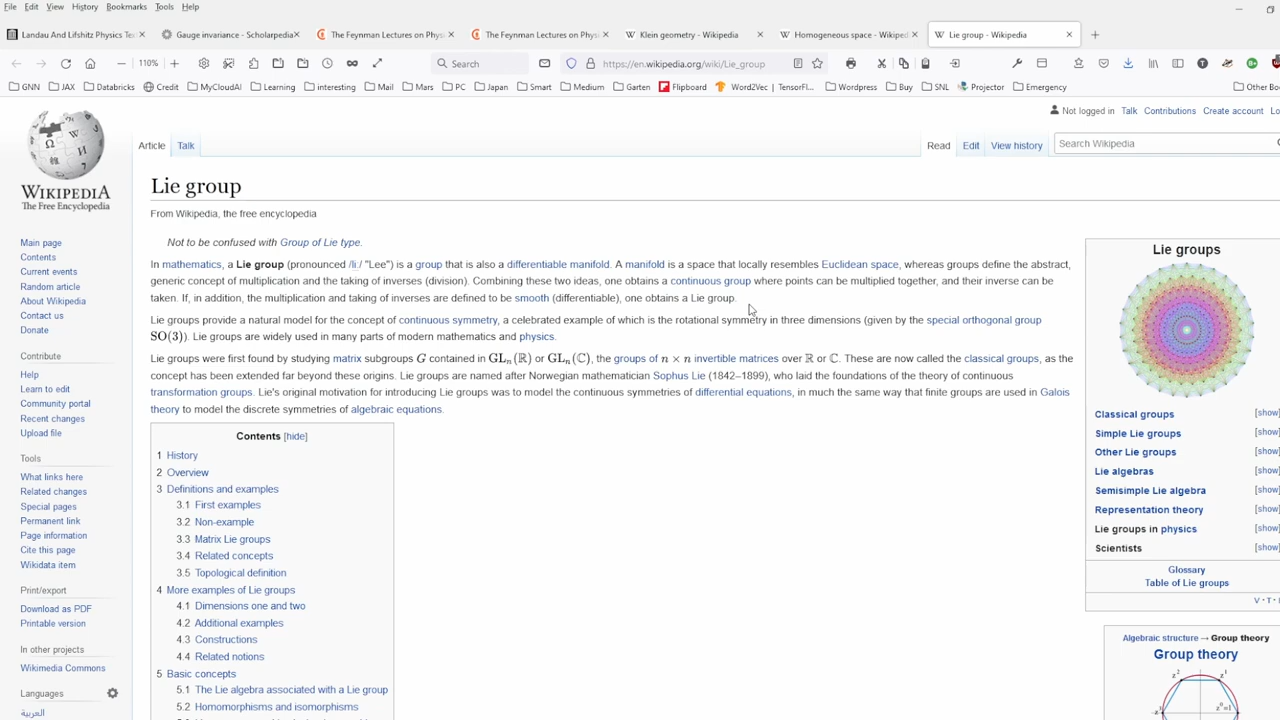 File Edit View History Bookmarks Tools Help
Landau And Lifshitz Physics Te
Gauge invariance - Scholarpedia
The Feynman Lectures on Phys
The Feynman Lectures on Phys
Klein geometry - Wikipedia
Homogeneous space - Wikiped
Lie group - Wikipedia
110%
Search
https://en.wikipedia.org/wiki/Lie_group
GNN JAX Databricks Credit MyCloudAI Learning interesting Mail Mars PC Japan Smart Medium Garten Flipboard Word2Vec | TensorFl... Wordpress Buy SNL Projector Emergency Other Bo
Not logged in Talk Contributions Create account Lo
Article Talk
Read Edit View history Search Wikipedia
WIKIPEDIA
The Free Encyclopedia
Main page
Contents
Current events
Random article
About Wikipedia
Contact us
Donate
Contribute
Help
Learn to edit
Community portal
Recent changes
Upload file
Tools
What links here
Related changes
Special pages
Permanent link
Page information
Cite this page
Wikidata item
Print/export
Download as PDF
Printable version
In other projects
Wikimedia Commons
Languages
العربية
Lie group
From Wikipedia, the free encyclopedia
Not to be confused with Group of Lie type.
In mathematics, a Lie group (pronounced /liː/ "Lee") is a group that is also a differentiable manifold. A manifold is a space that locally resembles Euclidean space, whereas groups define the abstract,
generic concept of multiplication and the taking of inverses (division). Combining these two ideas, one obtains a continuous group where points can be multiplied together, and their inverse can be
taken. If, in addition, the multiplication and taking of inverses are defined to be smooth (differentiable), one obtains a Lie group.
Lie groups provide a natural model for the concept of continuous symmetry, a celebrated example of which is the rotational symmetry in three dimensions (given by the special orthogonal group
SO(3)). Lie groups are widely used in many parts of modern mathematics and physics.
Lie groups were first found by studying matrix subgroups G contained in GLₙ(ℝ) or GLₙ(ℂ), the groups of n × n invertible matrices over ℝ or ℂ. These are now called the classical groups, as the
concept has been extended far beyond these origins. Lie groups are named after Norwegian mathematician Sophus Lie (1842–1899), who laid the foundations of the theory of continuous
transformation groups. Lie's original motivation for introducing Lie groups was to model the continuous symmetries of differential equations, in much the same way that finite groups are used in Galois
theory to model the discrete symmetries of algebraic equations.
Contents [hide]
1 History
2 Overview
3 Definitions and examples
3.1 First examples
3.2 Non-example
3.3 Matrix Lie groups
3.4 Related concepts
3.5 Topological definition
4 More examples of Lie groups
4.1 Dimensions one and two
4.2 Additional examples
4.3 Constructions
4.4 Related notions
5 Basic concepts
5.1 The Lie algebra associated with a Lie group
5.2 Homomorphisms and isomorphisms
Lie groups
Classical groups [show]
Simple Lie groups [show]
Other Lie groups [show]
Lie algebras [show]
Semisimple Lie algebra [show]
Representation theory [show]
Lie groups in physics [show]
Scientists [show]
Glossary
Table of Lie groups
V · T ·
Algebraic structure → Group theory
Group theory
z² z¹
z⁰=1